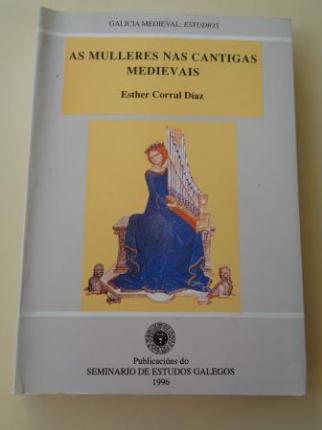 GALICIA MEDIEVAL: ESTUDIOS
AS MULLERES NAS CANTIGAS
MEDIEVAIS
Esther Corral Díaz
Publicacións do
SEMINARIO DE ESTUDOS GALEGOS
1996